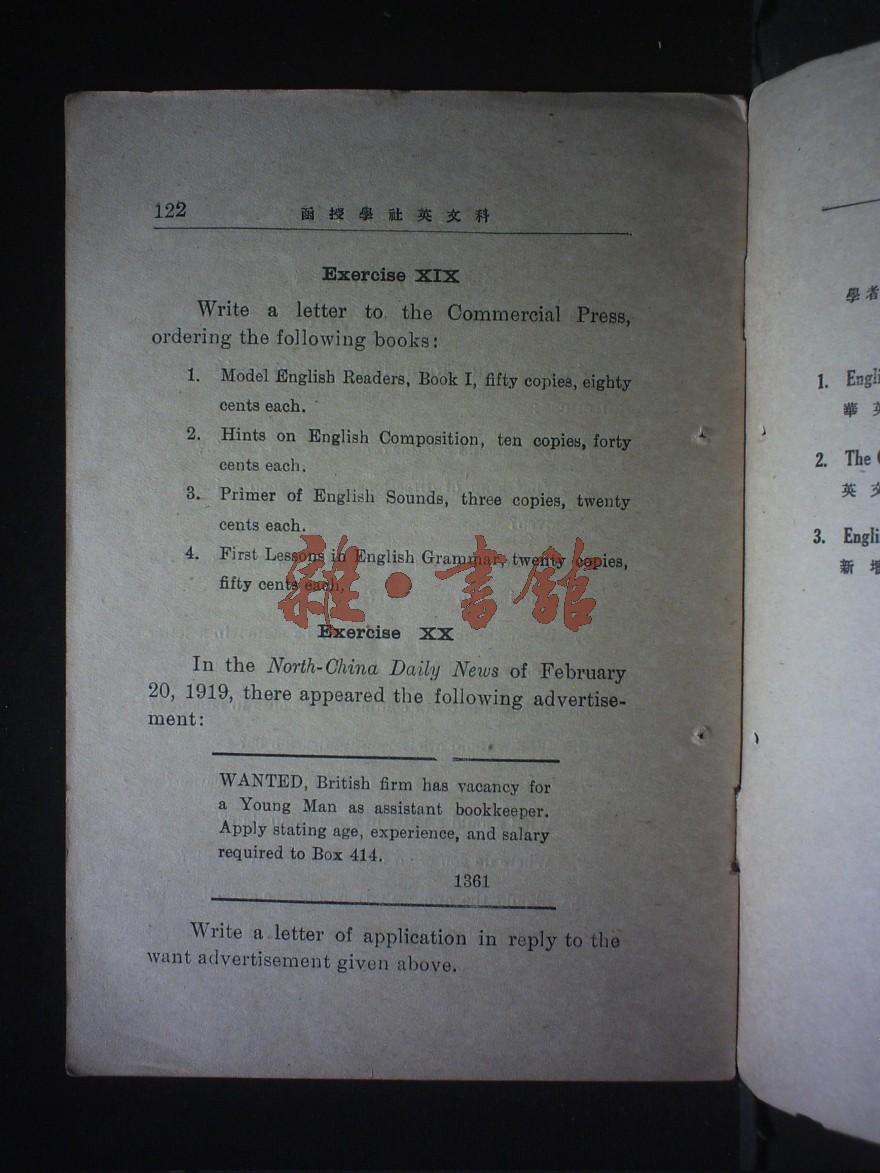 122
函授學社英文科
Exercise XIX
Write a letter to the Commercial Press,
ordering the following books:
1. Model English Readers, Book I, fifty copies, eighty
cents each.
2. Hints on English Composition, ten copies, forty
cents each.
3. Primer of English Sounds, three copies, twenty
cents each.
4. First Lessons in English Grammar, twenty copies,
fifty cents each.
雜·書館
Exercise XX
In the North-China Daily News of February
20, 1919, there appeared the following advertise-
ment:
WANTED, British firm has vacancy for
a Young Man as assistant bookkeeper.
Apply stating age, experience, and salary
required to Box 414.
1361
Write a letter of application in reply to the
want advertisement given above.
學者
1. Engli
華英
2. The
英文
3. Engli
新